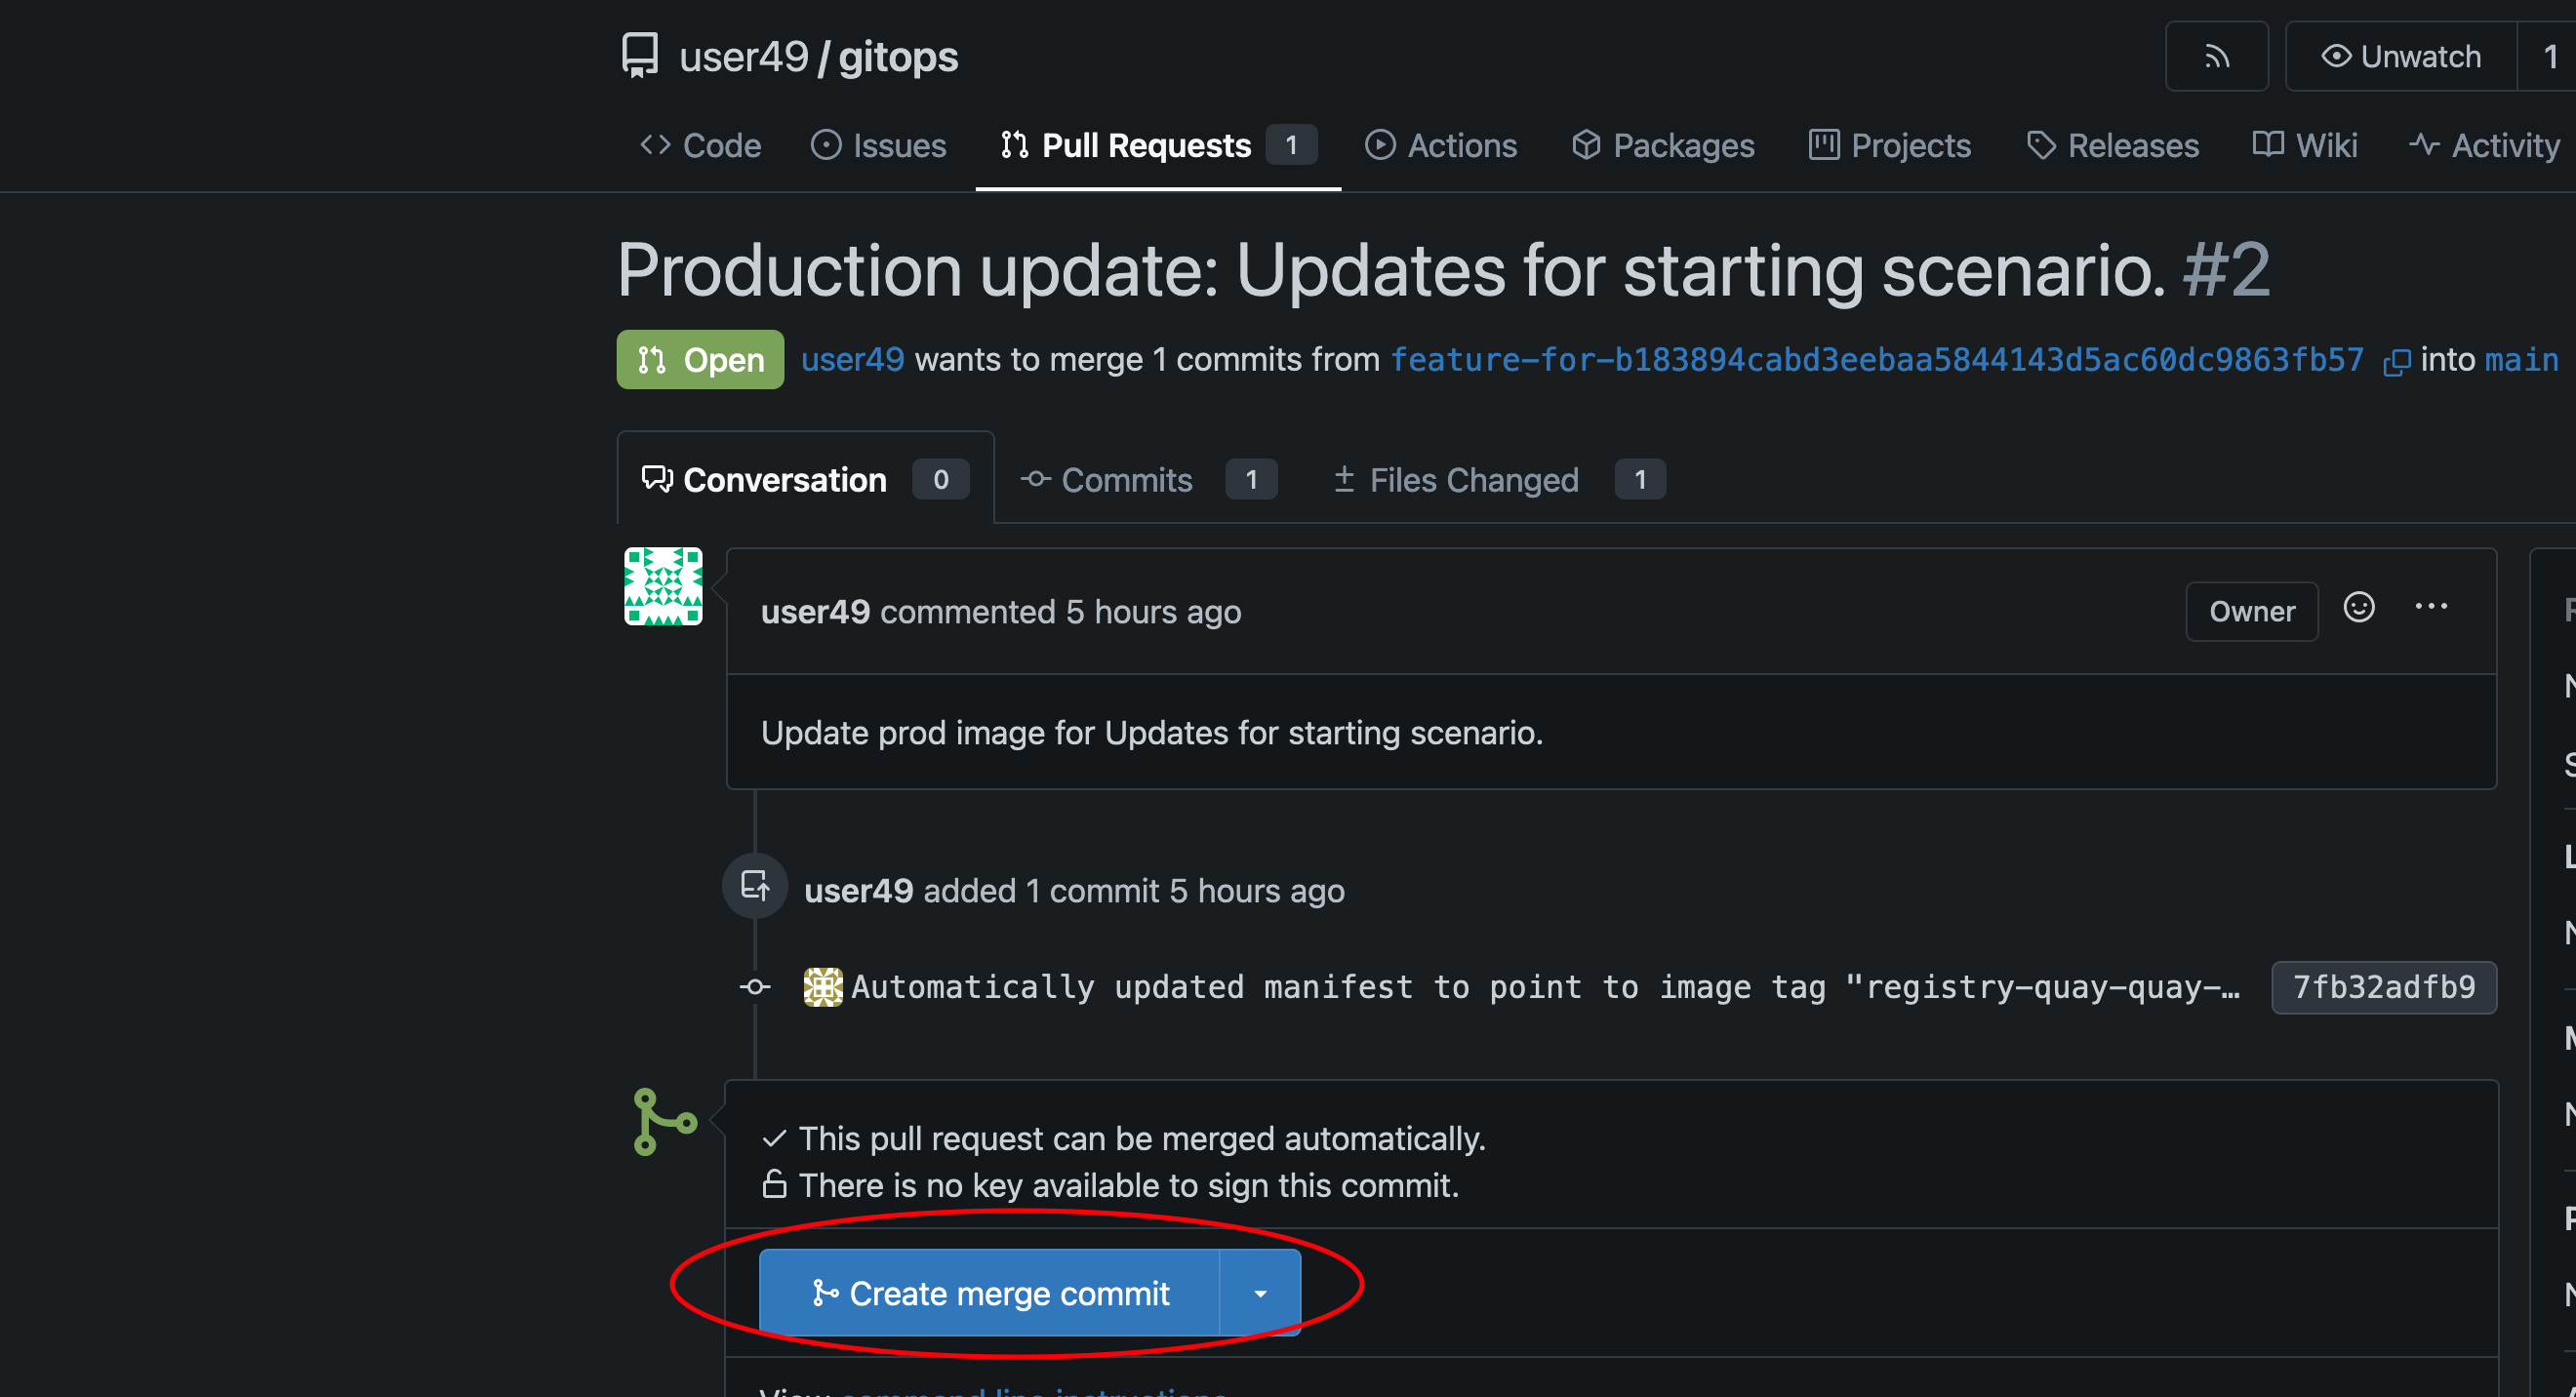 user49 / gitops
Unwatch 1
Code Issues Pull Requests 1 Actions Packages Projects Releases Wiki Activity
Production update: Updates for starting scenario. #2
Open user49 wants to merge 1 commits from feature-for-b183894cabd3eebaa5844143d5ac60dc9863fb57 into main
Conversation 0 Commits 1 Files Changed 1
user49 commented 5 hours ago Owner
Update prod image for Updates for starting scenario.
user49 added 1 commit 5 hours ago
Automatically updated manifest to point to image tag "registry-quay-quay-… 7fb32adfb9
This pull request can be merged automatically.
There is no key available to sign this commit.
Create merge commit